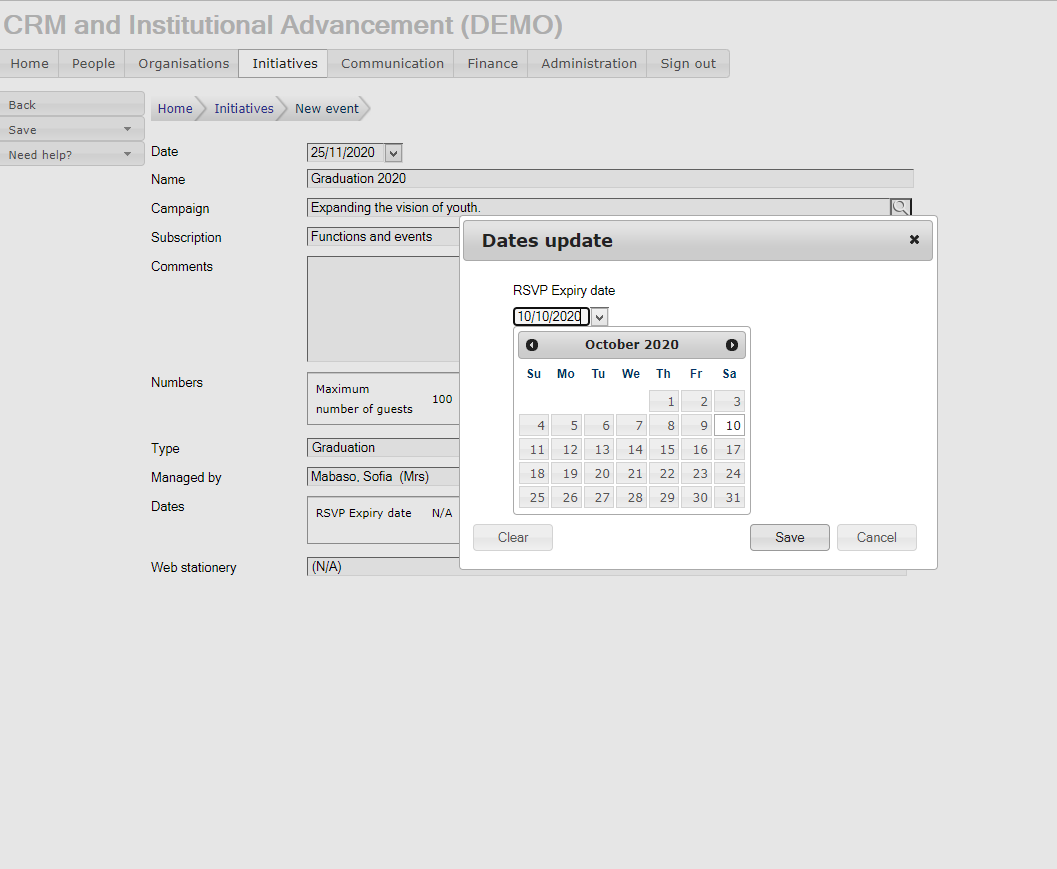 CRM and Institutional Advancement (DEMO)
Home People Organisations Initiatives Communication Finance Administration Sign out
Back
Save
Need help?
Home Initiatives New event
Date 25/11/2020
Name Graduation 2020
Campaign Expanding the vision of youth.
Subscription Functions and events
Comments
Numbers Maximum number of guests 100
Type Graduation
Managed by Mabaso, Sofia (Mrs)
Dates RSVP Expiry date N/A
Web stationery (N/A)
Dates update
RSVP Expiry date
10/10/2020
October 2020
Su Mo Tu We Th Fr Sa
1 2 3
4 5 6 7 8 9 10
11 12 13 14 15 16 17
18 19 20 21 22 23 24
25 26 27 28 29 30 31
Clear Save Cancel